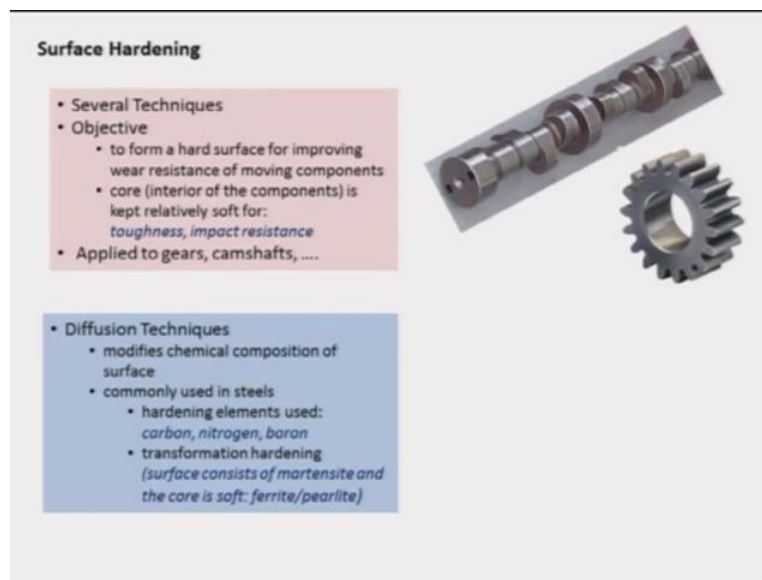 Surface Hardening
• Several Techniques
• Objective
• to form a hard surface for improving
wear resistance of moving components
• core (interior of the components) is
kept relatively soft for:
toughness, impact resistance
• Applied to gears, camshafts, ....
• Diffusion Techniques
• modifies chemical composition of
surface
• commonly used in steels
• hardening elements used:
carbon, nitrogen, boron
• transformation hardening
(surface consists of martensite and
the core is soft: ferrite/pearlite)